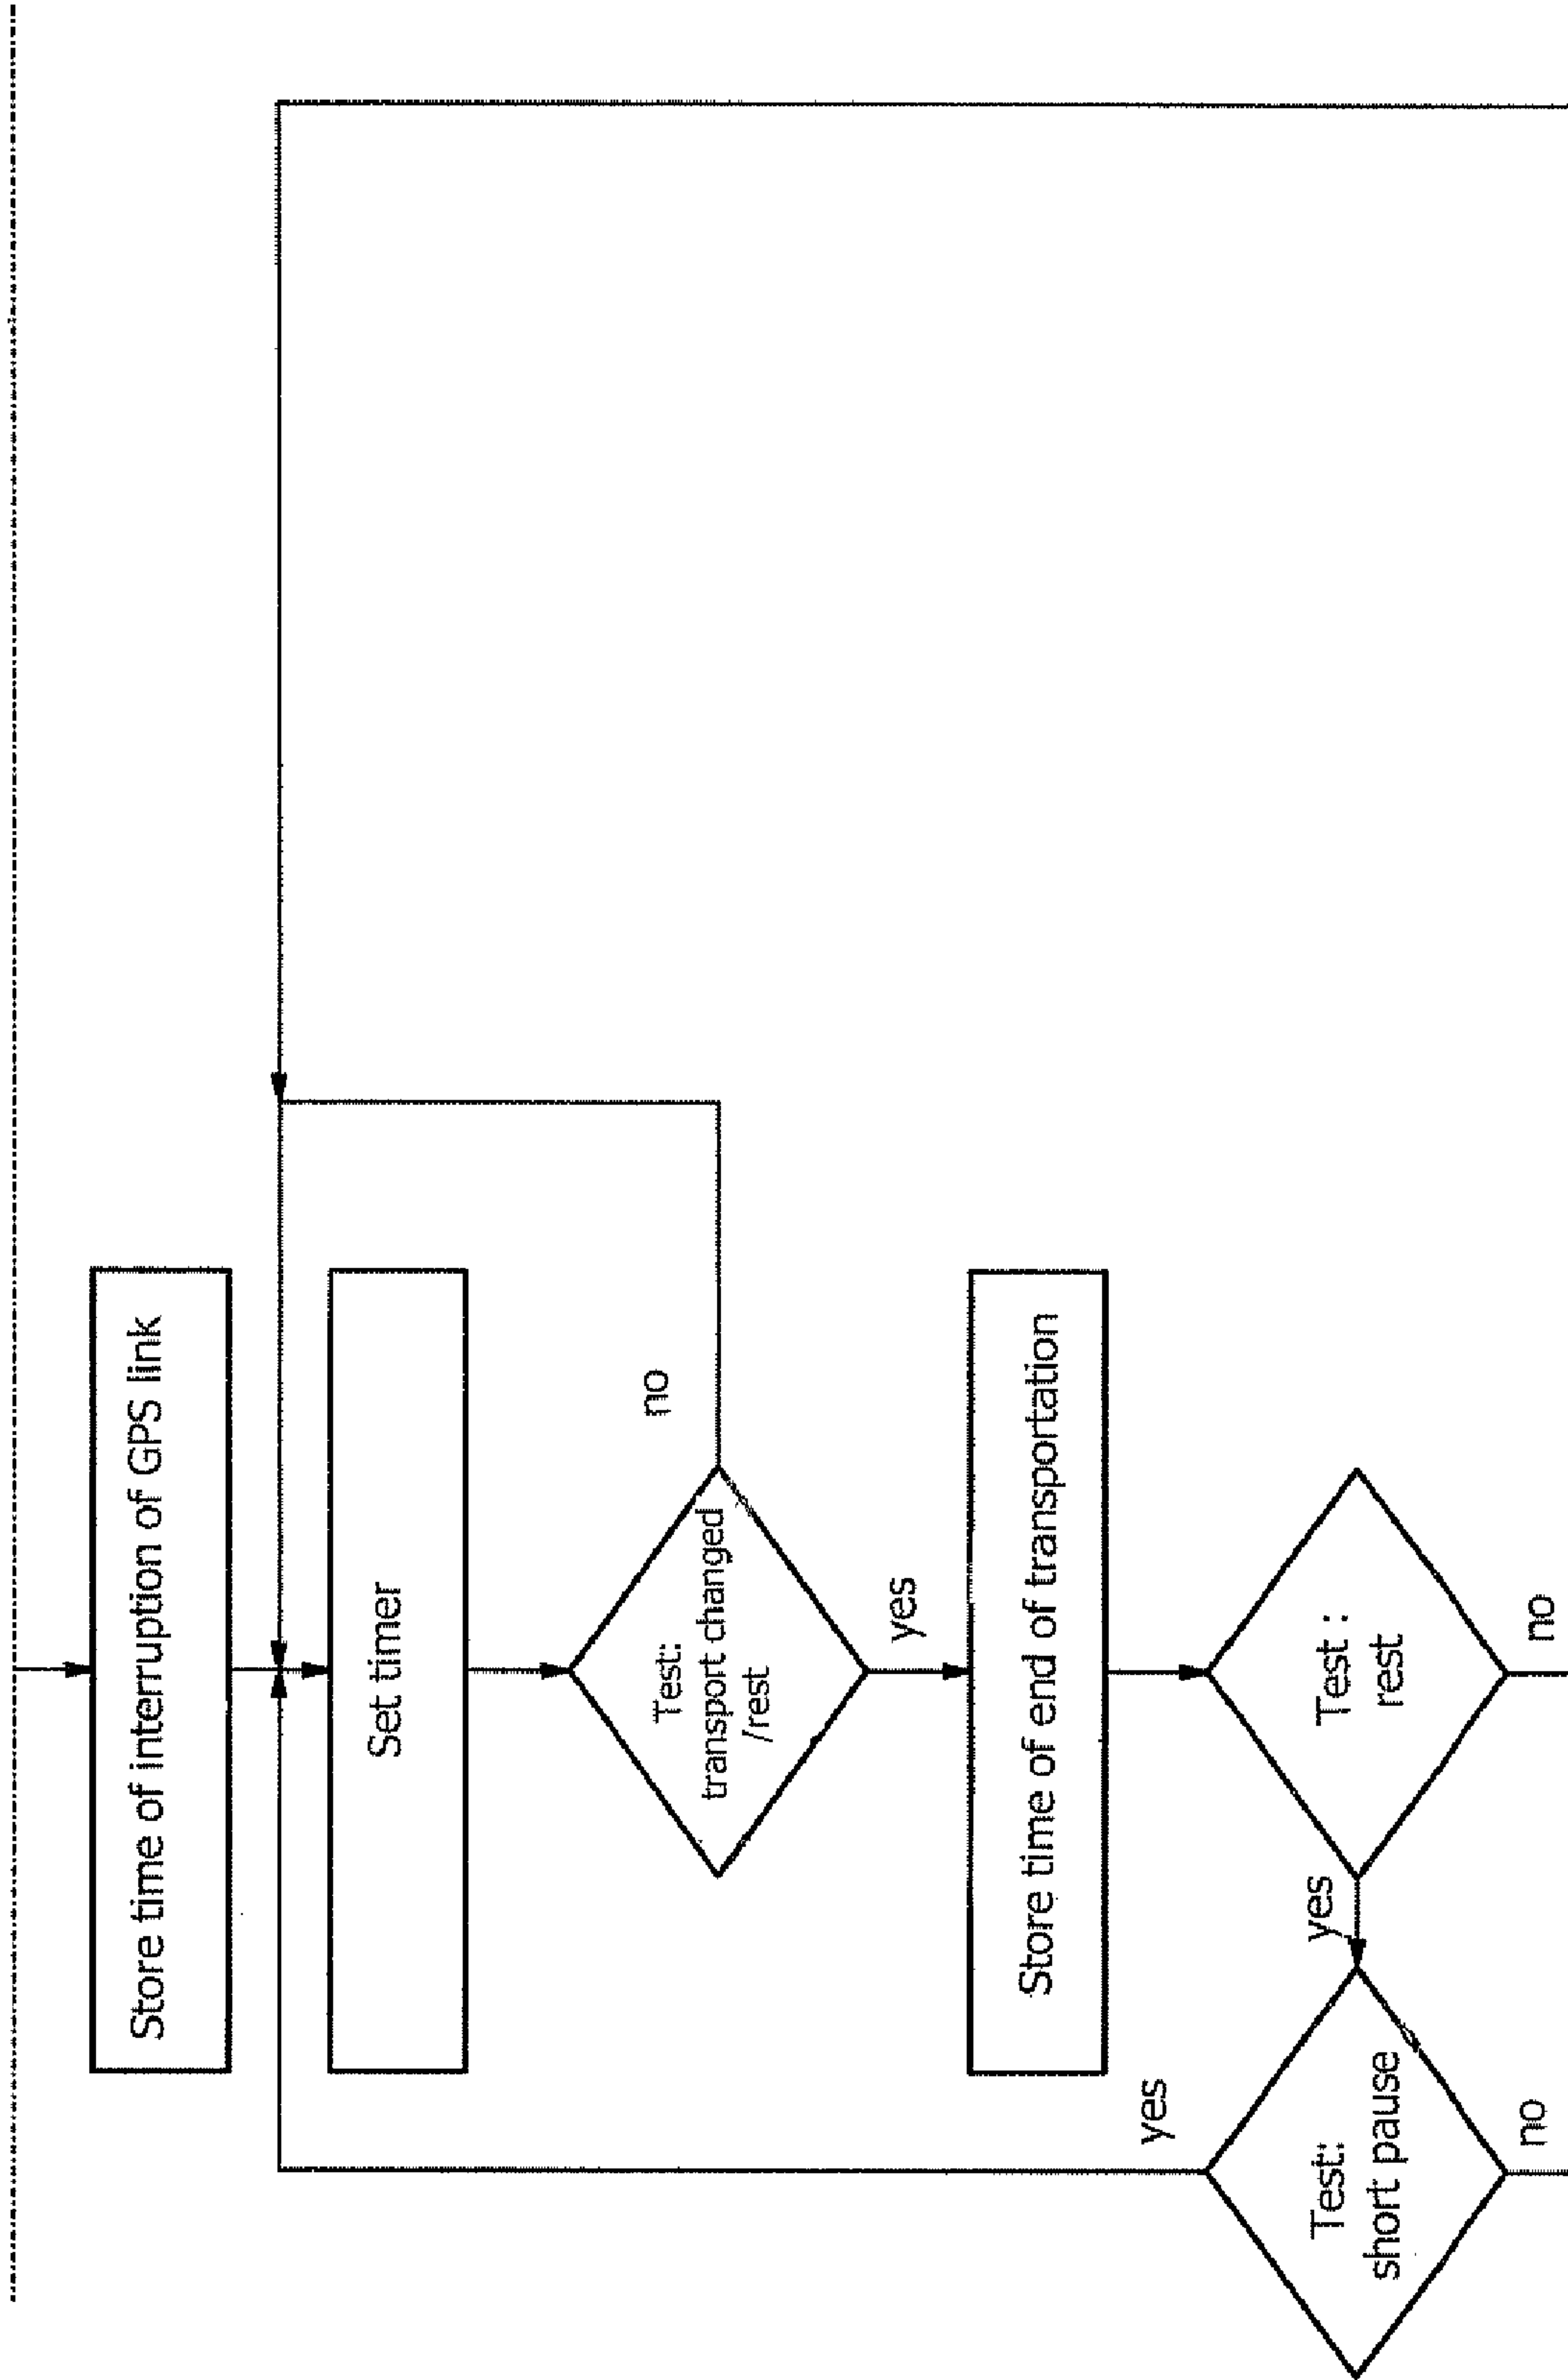 Store time of interruption of GPS link
Set timer
Test:
transport changed
/rest
no
yes
Store time of end of transportation
Test :
rest
yes
no
Test:
short pause
yes
no